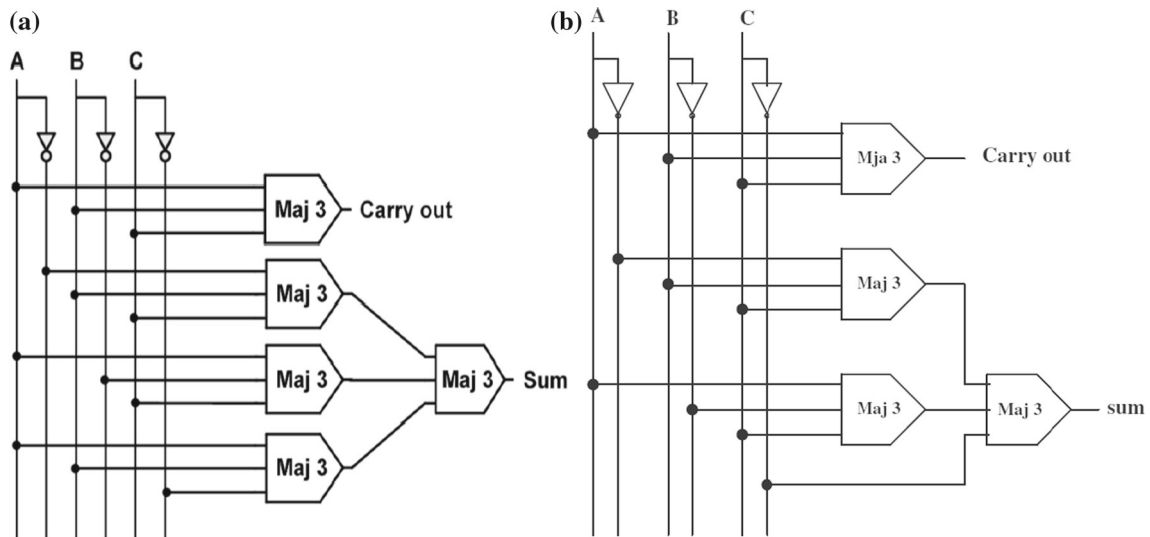 (a)
A B C
Maj 3 Carry out
Maj 3
Maj 3
Maj 3
Maj 3 Sum
(b)
A B C
Mja 3 Carry out
Maj 3
Maj 3
Maj 3 sum